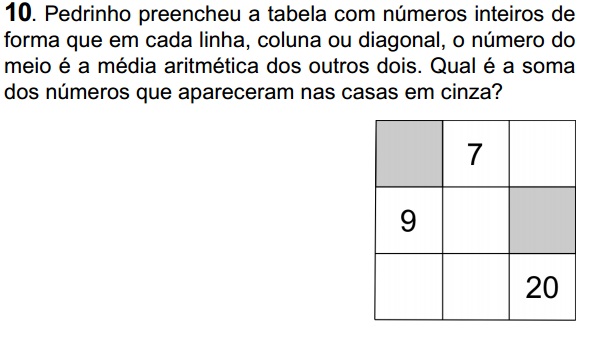 10. Pedrinho preencheu a tabela com números inteiros de
forma que em cada linha, coluna ou diagonal, o número do
meio é a média aritmética dos outros dois. Qual é a soma
dos números que apareceram nas casas em cinza?
7
9
20